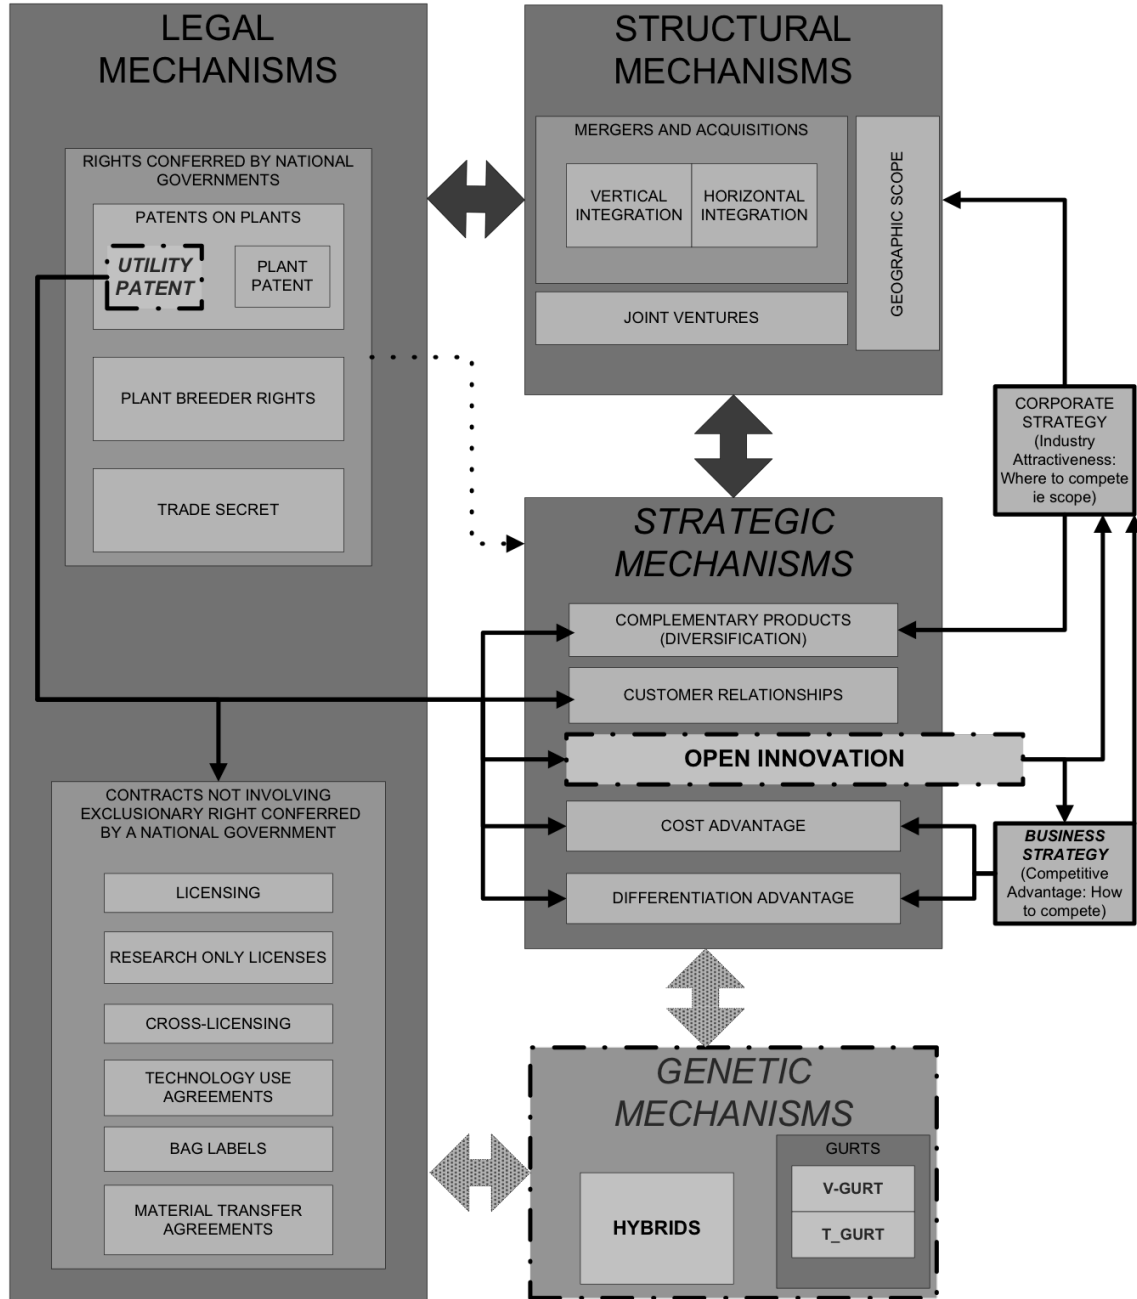 LEGAL
MECHANISMS
RIGHTS CONFERRED BY NATIONAL
GOVERNMENTS
PATENTS ON PLANTS
UTILITY
PATENT
PLANT
PATENT
PLANT BREEDER RIGHTS
TRADE SECRET
CONTRACTS NOT INVOLVING
EXCLUSIONARY RIGHT CONFERRED
BY A NATIONAL GOVERNMENT
LICENSING
RESEARCH ONLY LICENSES
CROSS-LICENSING
TECHNOLOGY USE
AGREEMENTS
BAG LABELS
MATERIAL TRANSFER
AGREEMENTS
STRUCTURAL
MECHANISMS
MERGERS AND ACQUISITIONS
VERTICAL
INTEGRATION
HORIZONTAL
INTEGRATION
JOINT VENTURES
GEOGRAPHIC SCOPE
CORPORATE
STRATEGY
(Industry
Attractiveness:
Where to compete
ie scope)
STRATEGIC
MECHANISMS
COMPLEMENTARY PRODUCTS
(DIVERSIFICATION)
CUSTOMER RELATIONSHIPS
OPEN INNOVATION
COST ADVANTAGE
DIFFERENTIATION ADVANTAGE
BUSINESS
STRATEGY
(Competitive
Advantage: How
to compete)
GENETIC
MECHANISMS
HYBRIDS
GURTS
V-GURT
T_GURT